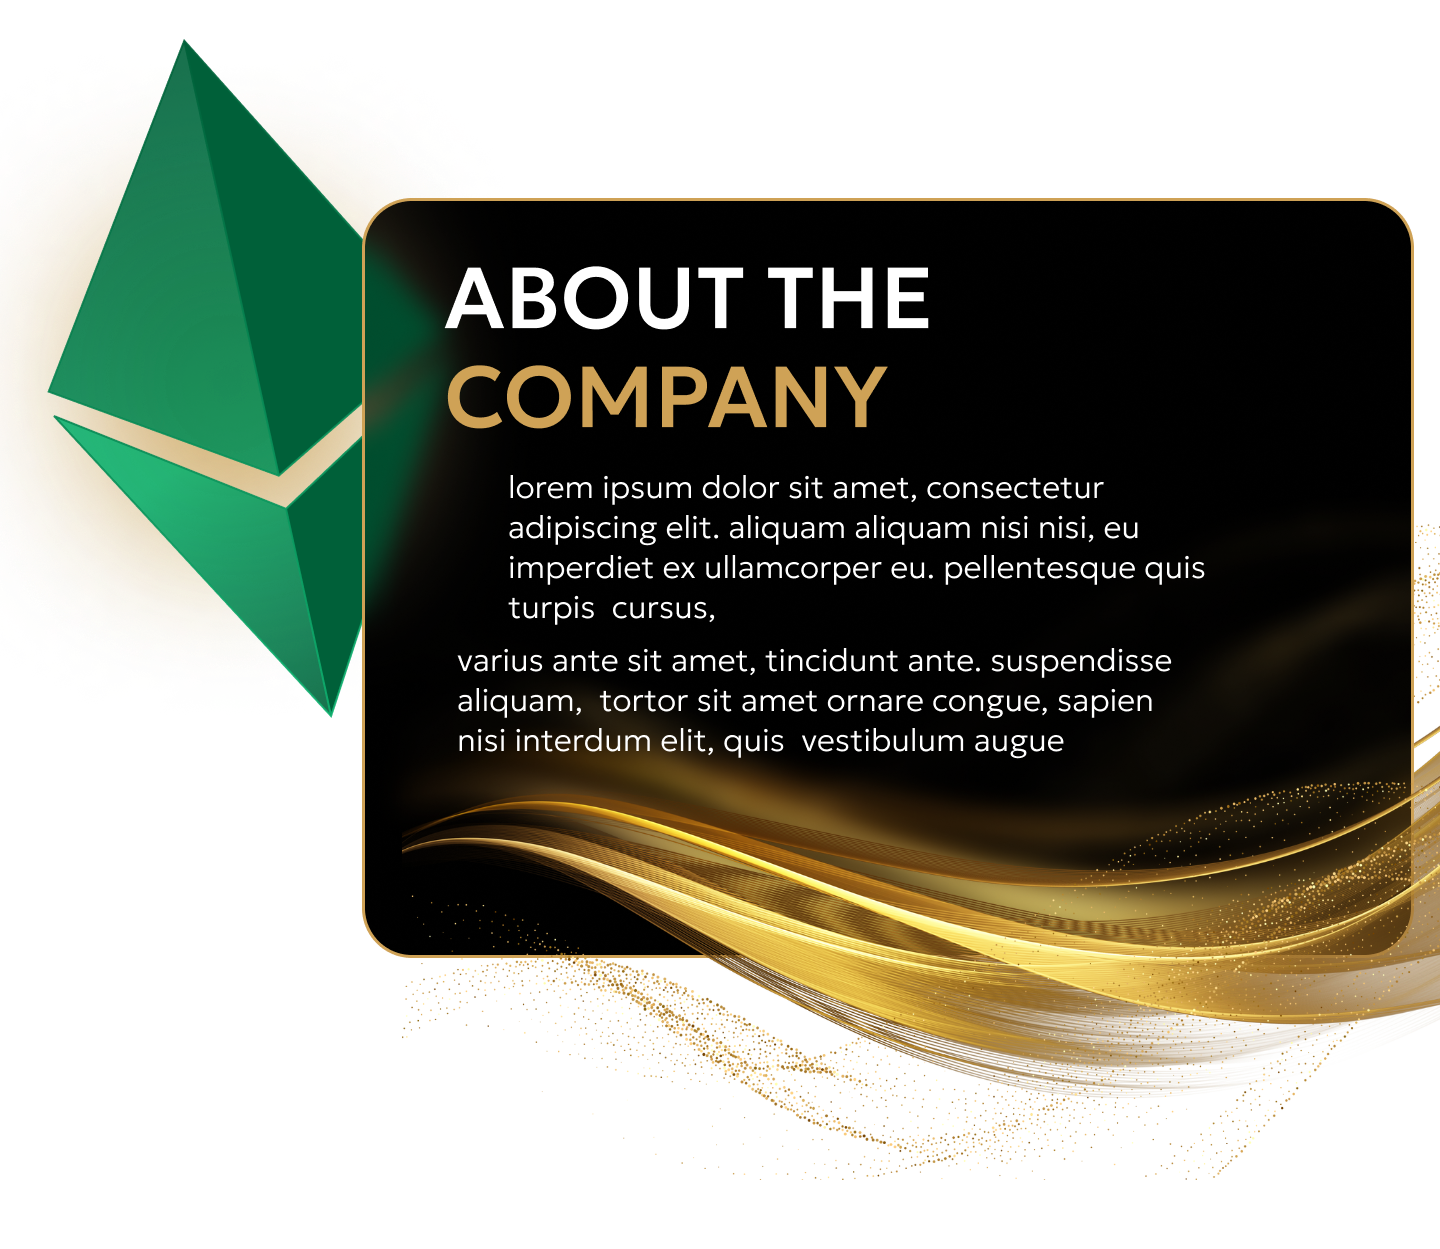 ABOUT THE
COMPANY
lorem ipsum dolor sit amet, consectetur
adipiscing elit. aliquam aliquam nisi nisi, eu
imperdiet ex ullamcorper eu. pellentesque quis
turpis  cursus,
varius ante sit amet, tincidunt ante. suspendisse
aliquam,  tortor sit amet ornare congue, sapien
nisi interdum elit, quis  vestibulum augue